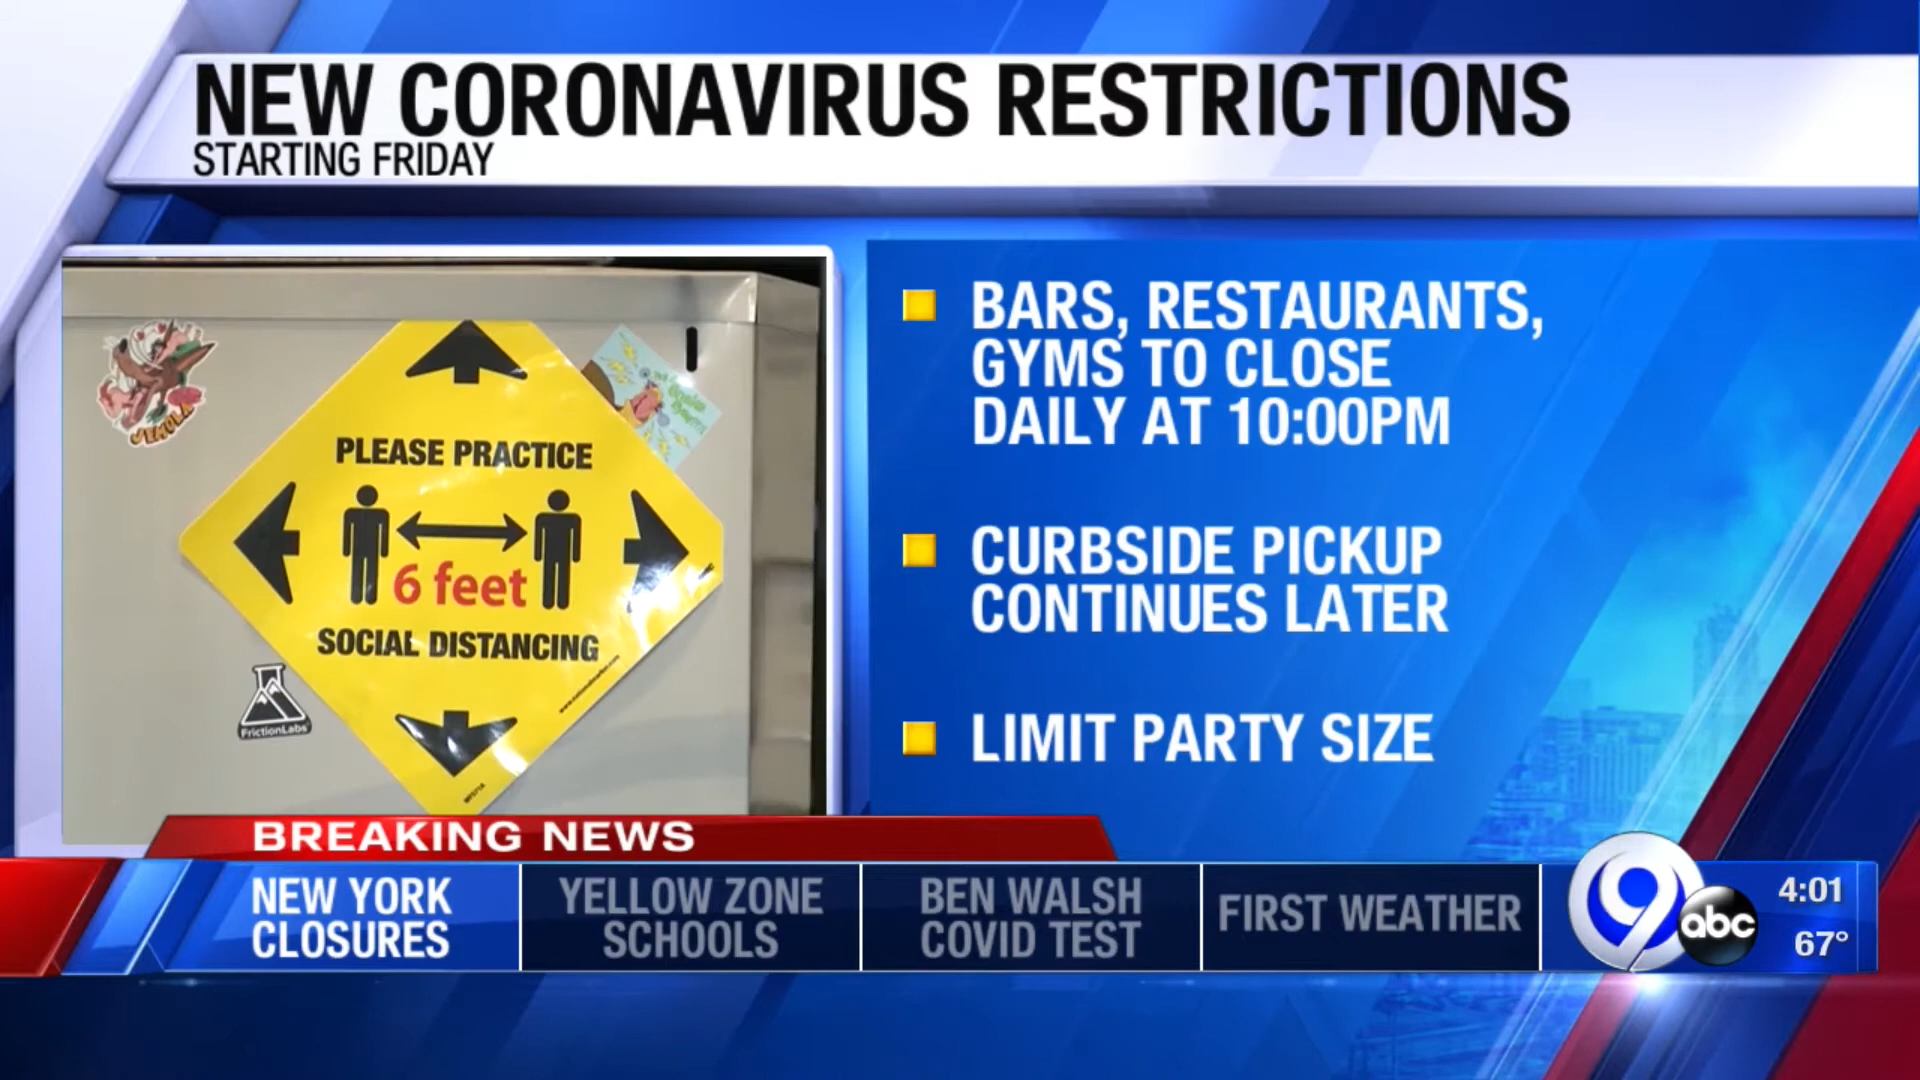 NEW CORONAVIRUS RESTRICTIONS
STARTING FRIDAY
JEMOLA
PLEASE PRACTICE
6 feet
SOCIAL DISTANCING
FrictionLabs
BARS, RESTAURANTS,
GYMS TO CLOSE
DAILY AT 10:00PM
CURBSIDE PICKUP
CONTINUES LATER
LIMIT PARTY SIZE
BREAKING NEWS
NEW YORK
CLOSURES
YELLOW ZONE
SCHOOLS
BEN WALSH
COVID TEST
FIRST WEATHER
9
abc
4:01
67°